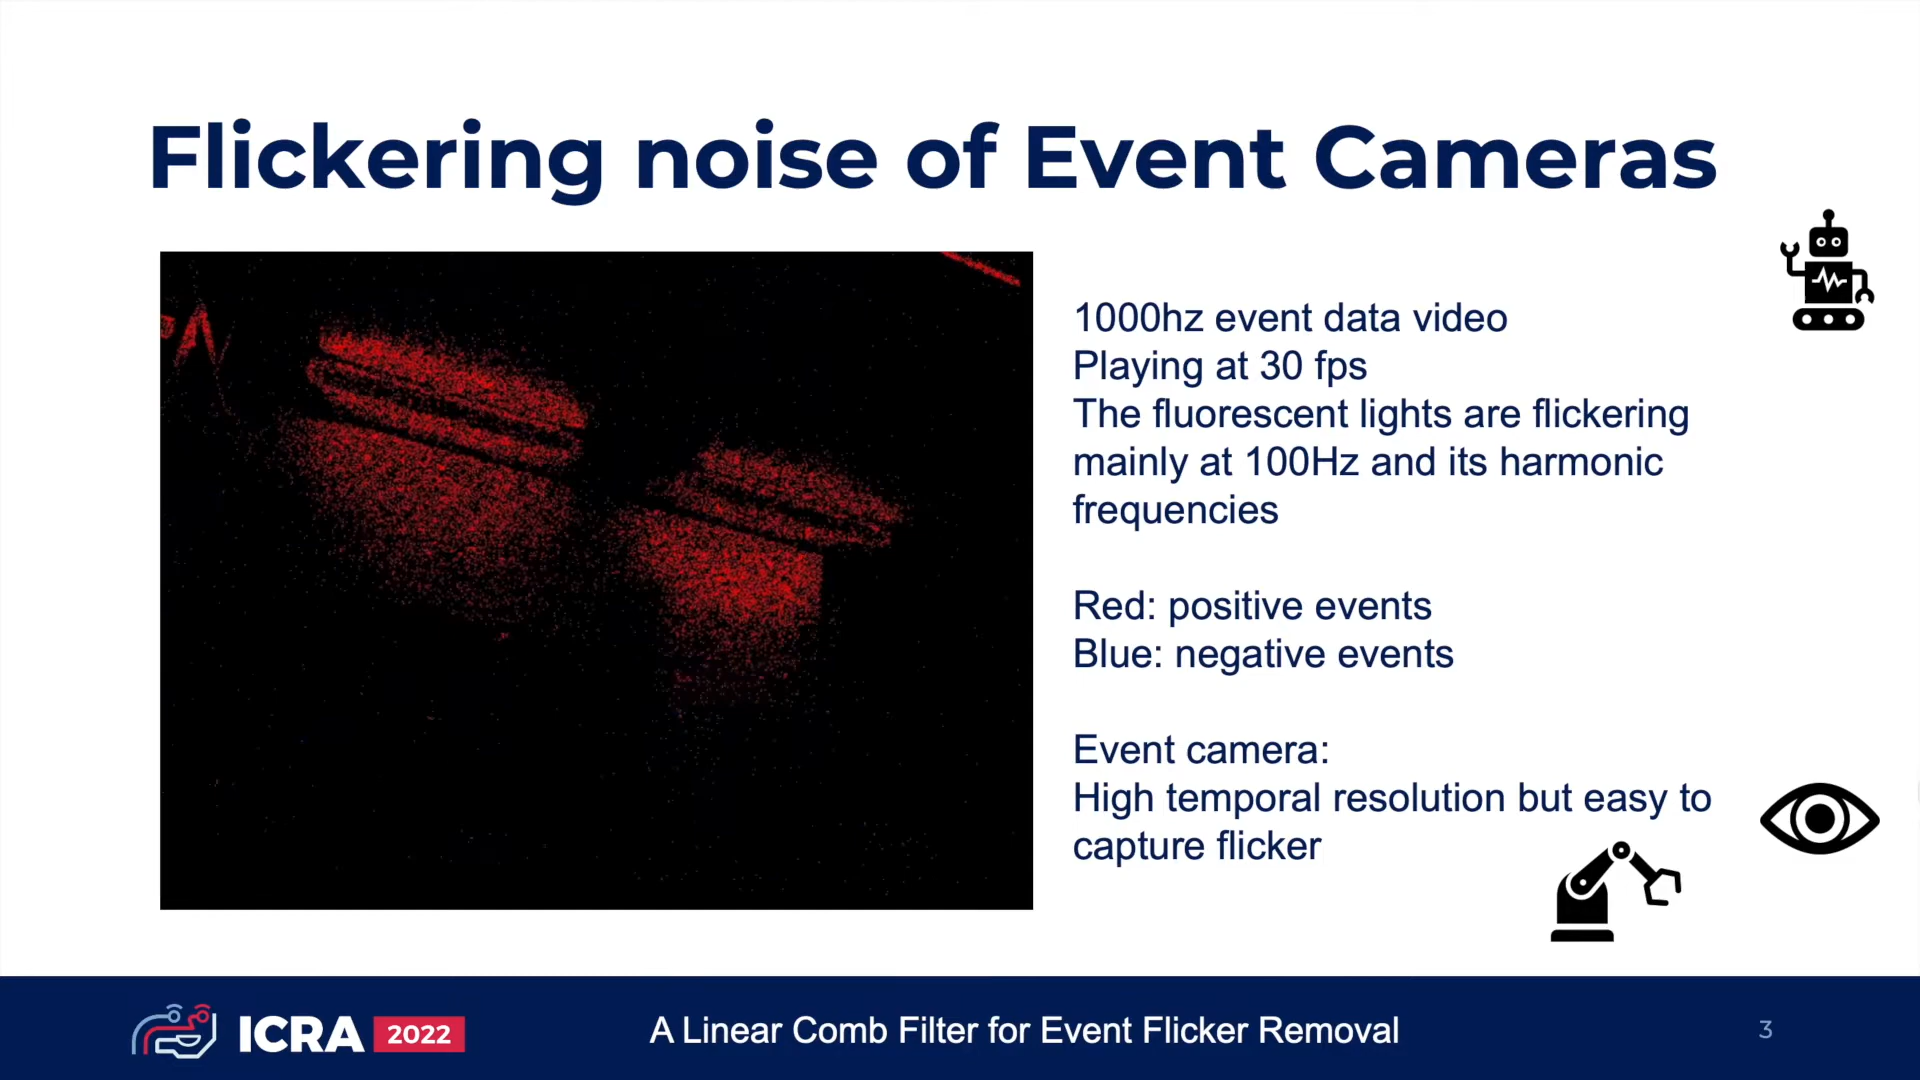 Flickering noise of Event Cameras
1000hz event data video
Playing at 30 fps
The fluorescent lights are flickering
mainly at 100Hz and its harmonic
frequencies
Red: positive events
Blue: negative events
Event camera:
High temporal resolution but easy to
capture flicker
ICRA 2022
A Linear Comb Filter for Event Flicker Removal
3